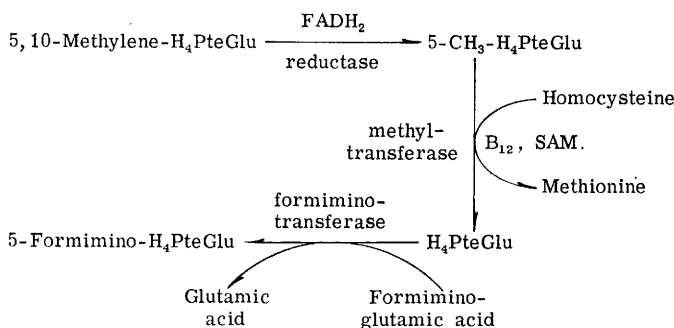 FADH₂
5,10-Methylene-H₄PteGlu
5-CH₃-H₄PteGlu
reductase
Homocysteine
methyl-
transferase
B₁₂, SAM.
Methionine
formimino-
transferase
5-Formimino-H₄PteGlu
H₄PteGlu
Glutamic
acid
Formimino-
glutamic acid